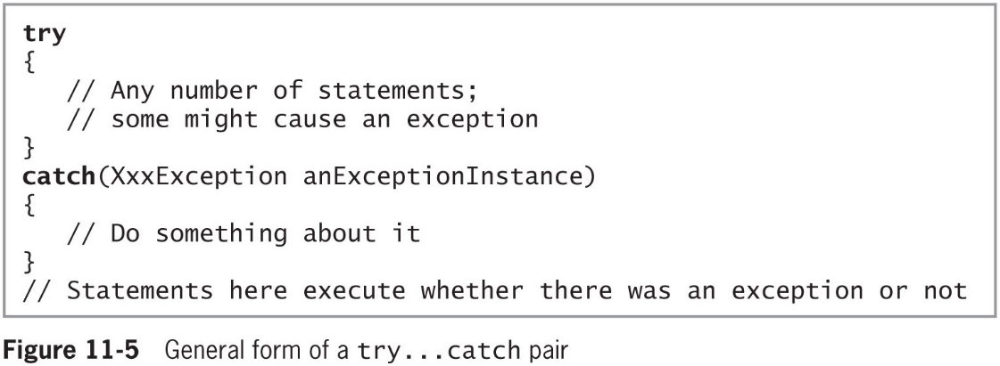 try
{
// Any number of statements;
// some might cause an exception
}
catch(XxxException anExceptionInstance)
{
// Do something about it
}
// Statements here execute whether there was an exception or not
Figure 11-5 General form of a try...catch pair